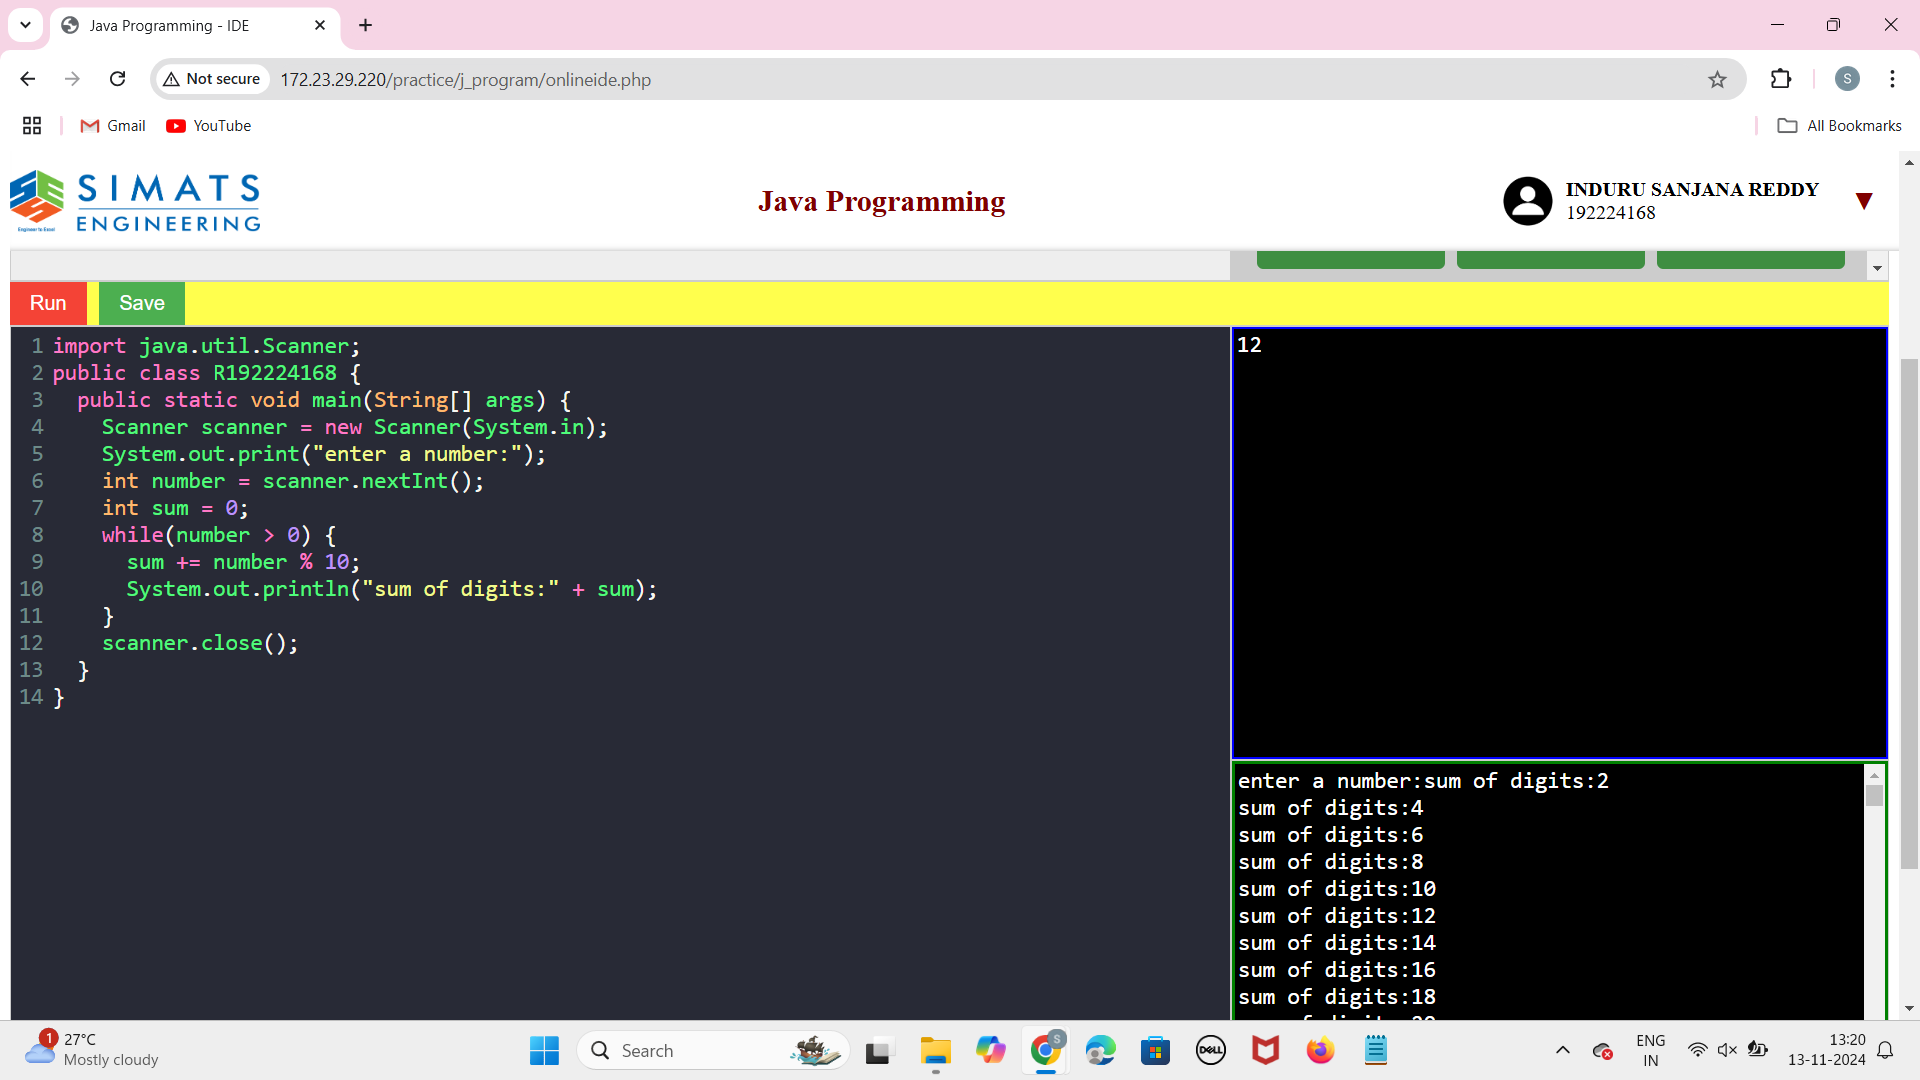 Java Programming - IDE
Not secure
172.23.29.220/practice/j_program/onlineide.php
S
Gmail
YouTube
All Bookmarks
SIMATS
ENGINEERING
Engineer to Excel
Java Programming
INDURU SANJANA REDDY
192224168
Run
Save
1 import java.util.Scanner;
2 public class R192224168 {
3 public static void main(String[] args) {
4 Scanner scanner = new Scanner(System.in);
5 System.out.print("enter a number:");
6 int number = scanner.nextInt();
7 int sum = 0;
8 while(number > 0) {
9 sum += number % 10;
10 System.out.println("sum of digits:" + sum);
11 }
12 scanner.close();
13 }
14 }
12
enter a number:sum of digits:2
sum of digits:4
sum of digits:6
sum of digits:8
sum of digits:10
sum of digits:12
sum of digits:14
sum of digits:16
sum of digits:18
1
27°C
Mostly cloudy
Search
S
DELL
ENG
IN
13:20
13-11-2024